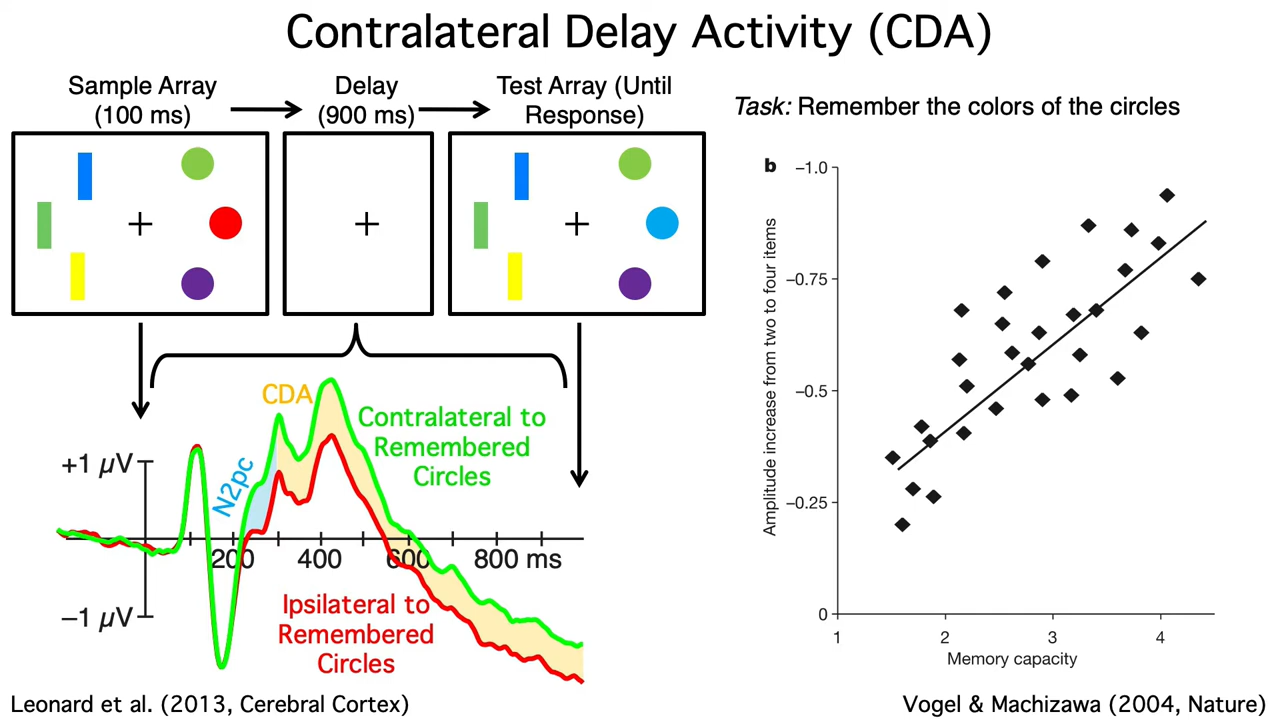 Contralateral Delay Activity (CDA)
Sample Array
(100 ms)
Delay
(900 ms)
Test Array (Until
Response)
Task: Remember the colors of the circles
+1 µV
−1 µV
200
400
600
800 ms
N2pc
CDA
Contralateral to
Remembered
Circles
Ipsilateral to
Remembered
Circles
Leonard et al. (2013, Cerebral Cortex)
b
Amplitude increase from two to four items
−1.0
−0.75
−0.5
−0.25
0
1
2
3
4
Memory capacity
Vogel & Machizawa (2004, Nature)